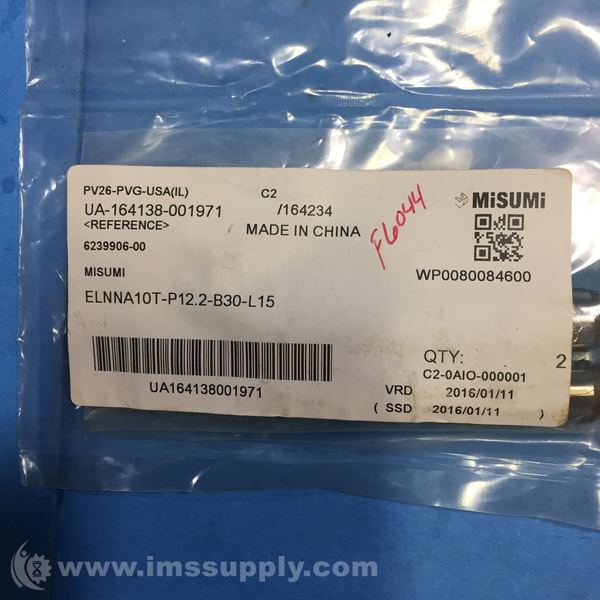 PV26-PVG-USA(IL) C2
UA-164138-001971 /164234
<REFERENCE> MADE IN CHINA
6239906-00
MISUMI
ELNNA10T-P12.2-B30-L15
UA164138001971
F6044
MiSUMi
WP0080084600
QTY: 2
C2-0AIO-000001
VRD 2016/01/11
( SSD 2016/01/11 )
© www.imssupply.com